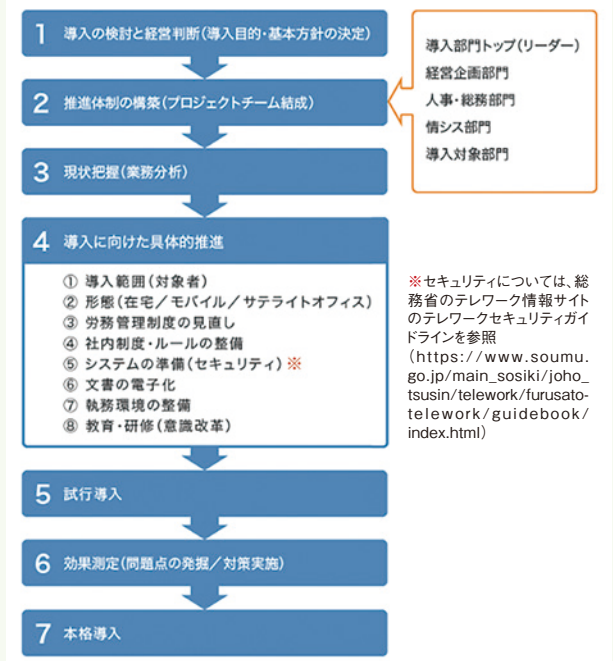 1 導入の検討と経営判断(導入目的・基本方針の決定)
2 推進体制の構築(プロジェクトチーム結成)
導入部門トップ(リーダー)
経営企画部門
人事・総務部門
情シス部門
導入対象部門
3 現状把握(業務分析)
4 導入に向けた具体的推進
① 導入範囲(対象者)
② 形態(在宅/モバイル/サテライトオフィス)
③ 労務管理制度の見直し
④ 社内制度・ルールの整備
⑤ システムの準備(セキュリティ)※
⑥ 文書の電子化
⑦ 執務環境の整備
⑧ 教育・研修(意識改革)
※セキュリティについては、総
務省のテレワーク情報サイト
のテレワークセキュリティガイ
ドラインを参照
(https://www.soumu.
go.jp/main_sosiki/joho_
tsusin/telework/furusato-
telework/guidebook/
index.html)
5 試行導入
6 効果測定(問題点の発掘/対策実施)
7 本格導入